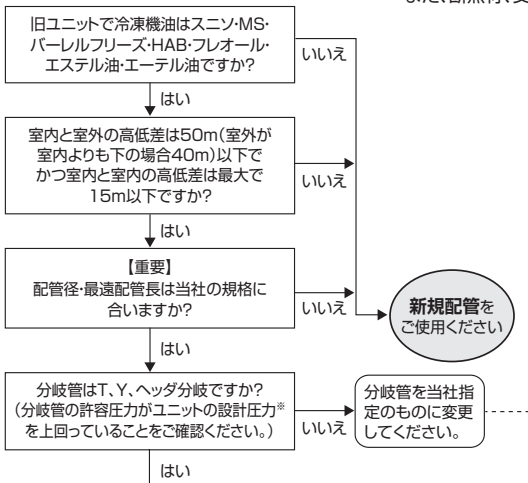 旧ユニットで冷凍機油はスニソ・MS・
バーレルフリーズ・HAB・フレオール・
エステル油・エーテル油ですか?
いいえ
はい
室内と室外の高低差は50m(室外が
室内よりも下の場合40m)以下で
かつ室内と室内の高低差は最大で
15m以下ですか?
いいえ
はい
【重要】
配管径・最遠配管長は当社の規格に
合いますか?
いいえ
新規配管を
ご使用ください
はい
分岐管はT、Y、ヘッダ分岐ですか?
(分岐管の許容圧力がユニットの設計圧力※
を上回っていることをご確認ください。)
いいえ
分岐管を当社指
定のものに変更
してください。
はい